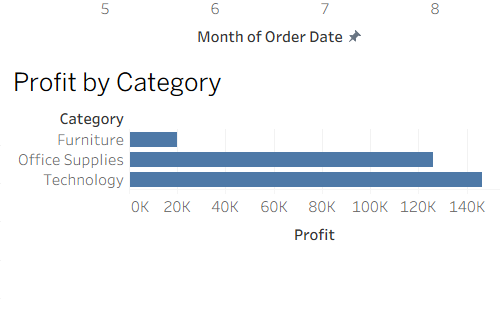 5 6 7 8
Month of Order Date
Profit by Category
Category
Furniture
Office Supplies
Technology
0K 20K 40K 60K 80K 100K 120K 140K
Profit